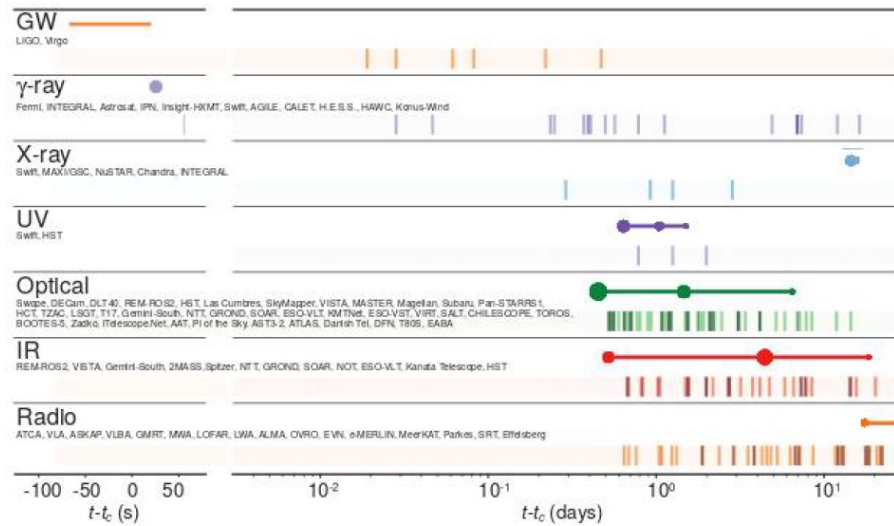 GW
LIGO, Virgo
γ-ray
Fermi, INTEGRAL, Astrosat, IPN, Insight-HXMT, Swift, AGILE, CALET, H.E.S.S., HAWC, Konus-Wind
X-ray
Swift, MAXI/GSC, NuSTAR, Chandra, INTEGRAL
UV
Swift, HST
Optical
Swope, DECam, DLT40, REM-ROS2, HST, Las Cumbres, SkyMapper, VISTA, MASTER, Magellan, Subaru, Pan-STARRS1,
HCT, TZAC, LSGT, T17, Gemini-South, NTT, GROND, SOAR, ESO-VLT, KMTNet, ESO-VST, VIRT, SALT, CHILESCOPE, TOROS,
BOOTES-5, Zadko, iTelescope.Net, AAT, Pi of the Sky, AST3-2, ATLAS, Danish Tel, DFN, T80S, EABA
IR
REM-ROS2, VISTA, Gemini-South, 2MASS,Spitzer, NTT, GROND, SOAR, NOT, ESO-VLT, Kanata Telescope, HST
Radio
ATCA, VLA, ASKAP, VLBA, GMRT, MWA, LOFAR, LWA, ALMA, OVRO, EVN, e-MERLIN, MeerKAT, Parkes, SRT, Effelsberg
-100 -50 0 50 10⁻² 10⁻¹ 10⁰ 10¹
t-t_c (s) t-t_c (days)